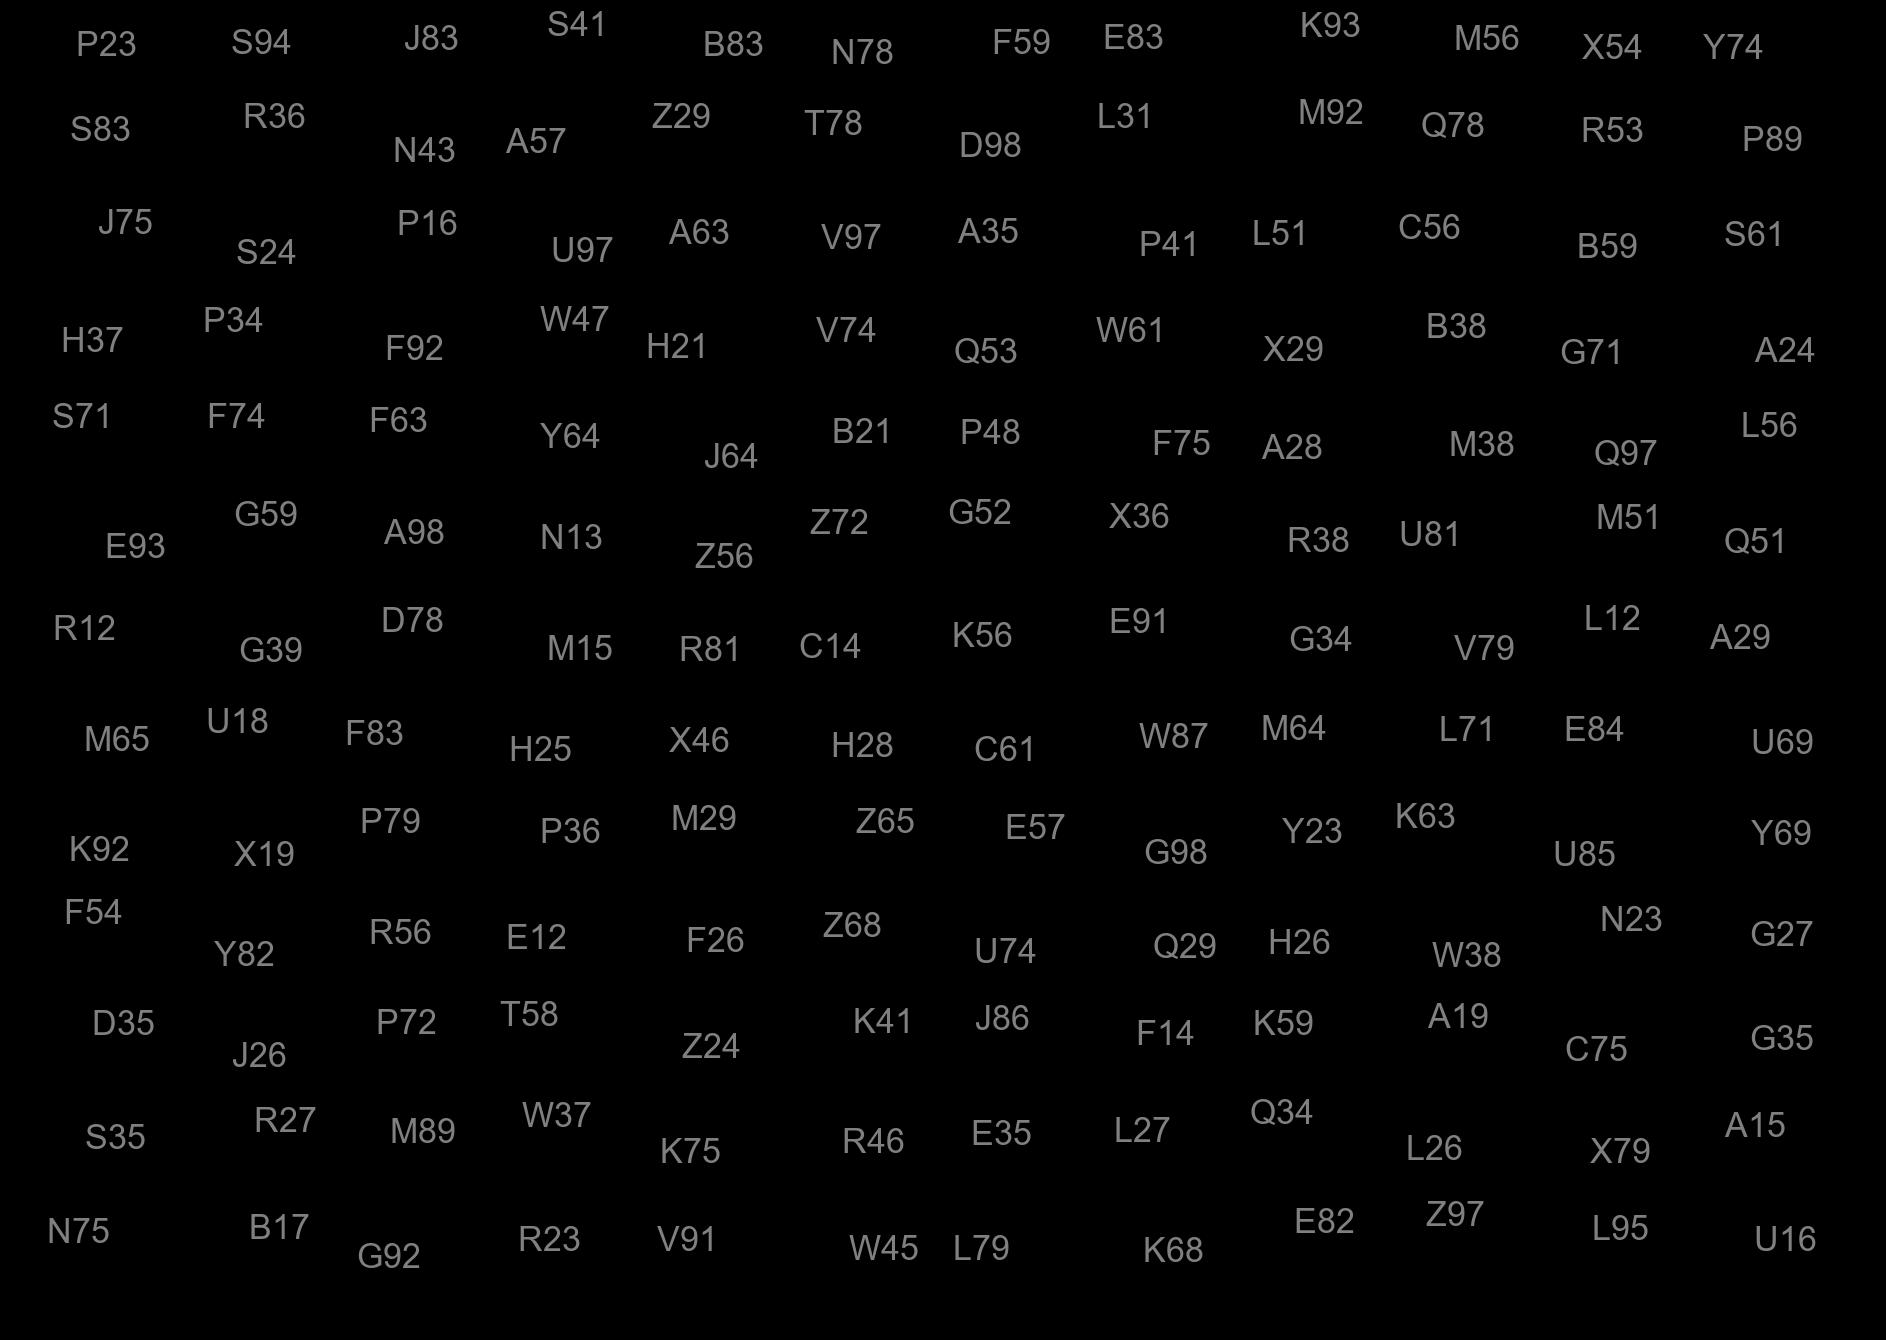 P23 S94 J83 S41 B83 N78 F59 E83 K93 M56 X54 Y74
S83 R36 N43 A57 Z29 T78 D98 L31 M92 Q78 R53 P89
J75 S24 P16 U97 A63 V97 A35 P41 L51 C56 B59 S61
H37 P34 F92 W47 H21 V74 Q53 W61 X29 B38 G71 A24
S71 F74 F63 Y64 J64 B21 P48 F75 A28 M38 Q97 L56
E93 G59 A98 N13 Z56 Z72 G52 X36 R38 U81 M51 Q51
R12 G39 D78 M15 R81 C14 K56 E91 G34 V79 L12 A29
M65 U18 F83 H25 X46 H28 C61 W87 M64 L71 E84 U69
K92 X19 P79 P36 M29 Z65 E57 G98 Y23 K63 U85 Y69
F54 Y82 R56 E12 F26 Z68 U74 Q29 H26 W38 N23 G27
D35 J26 P72 T58 Z24 K41 J86 F14 K59 A19 C75 G35
S35 R27 M89 W37 K75 R46 E35 L27 Q34 L26 X79 A15
N75 B17 G92 R23 V91 W45 L79 K68 E82 Z97 L95 U16